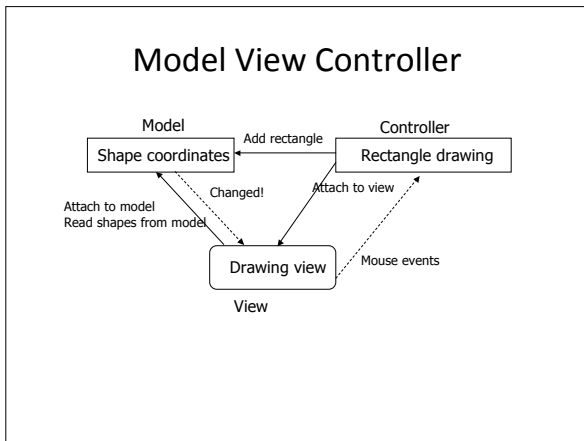 Model View Controller
Model
Controller
Add rectangle
Shape coordinates
Rectangle drawing
Attach to view
Changed!
Attach to model
Read shapes from model
Mouse events
Drawing view
View